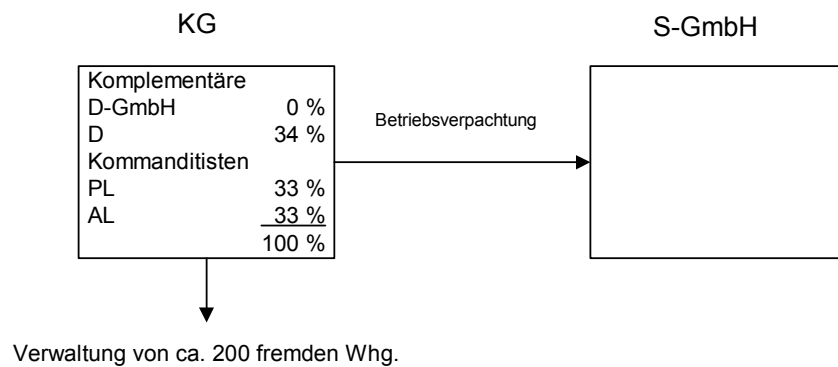 KG
S-GmbH
Komplementäre
D-GmbH 0 %
D 34 %
Kommanditisten
PL 33 %
AL 33 %
100 %
Betriebsverpachtung
Verwaltung von ca. 200 fremden Whg.